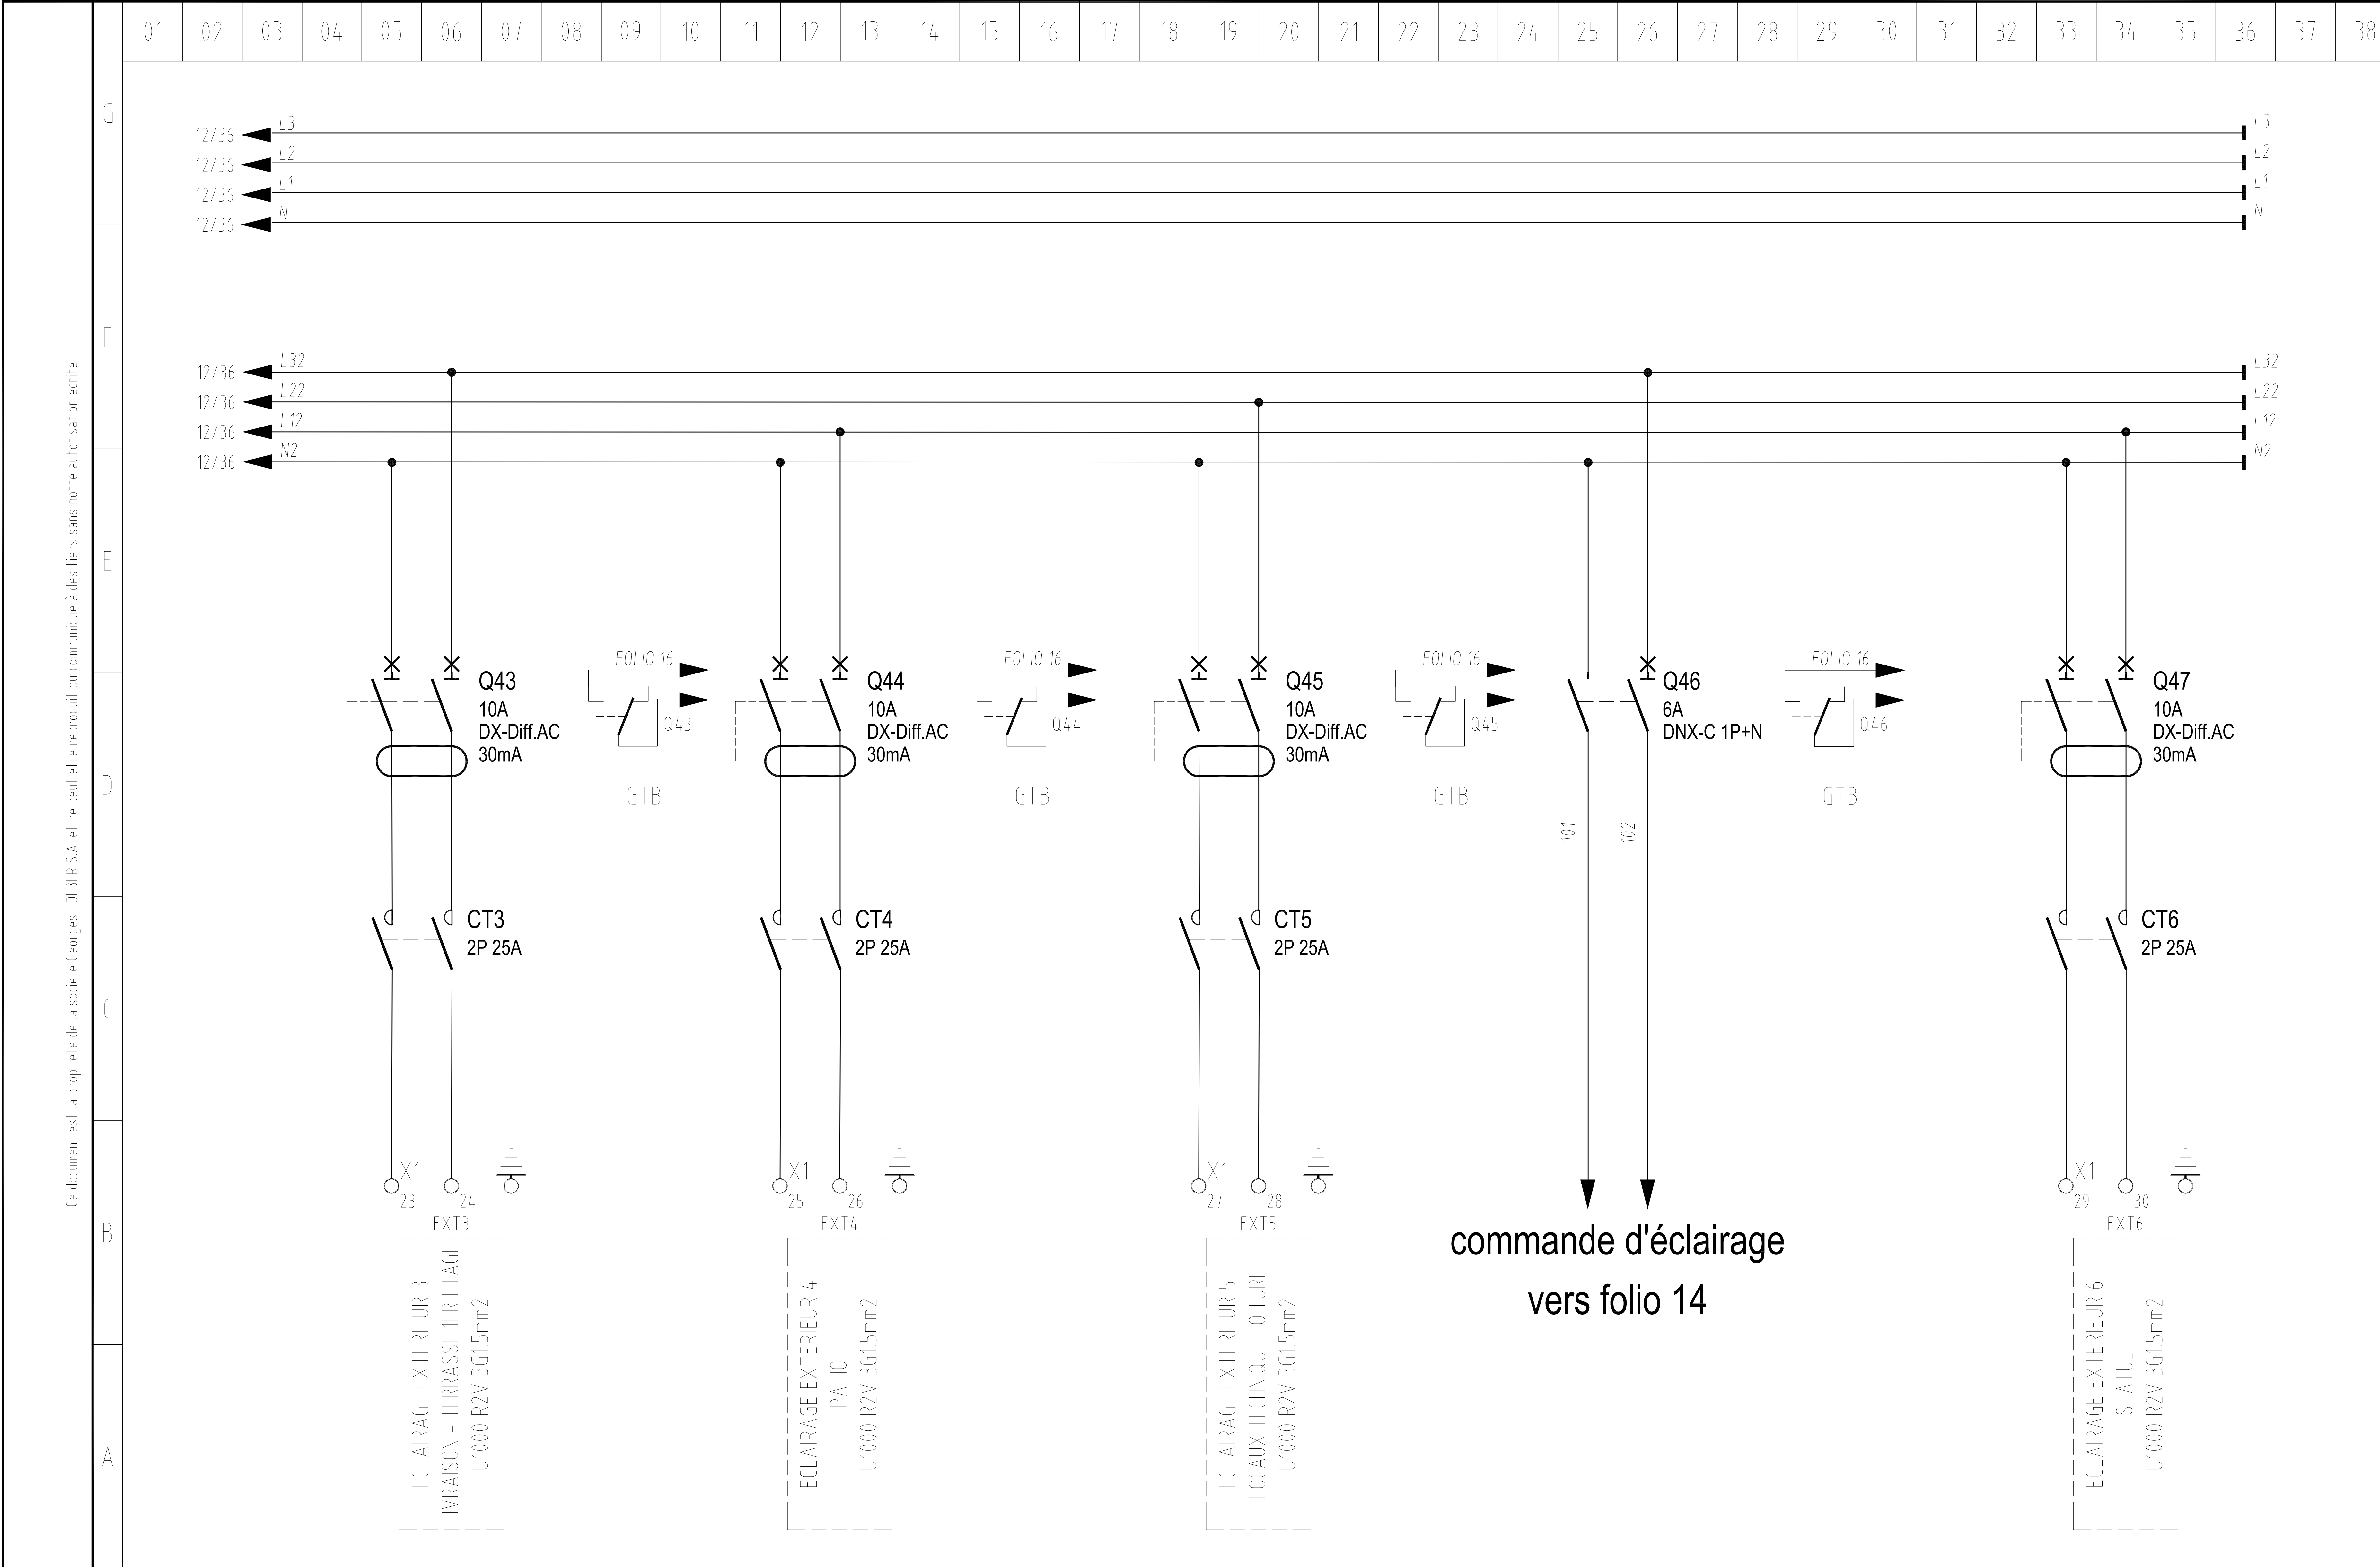 01 02 03 04 05 06 07 08 09 10 11 12 13 14 15 16 17 18 19 20 21 22 23 24 25 26 27 28 29 30 31 32 33 34 35 36 37 38
G
12/36 L3 L3
12/36 L2 L2
12/36 L1 L1
12/36 N N
F
12/36 L32 L32
12/36 L22 L22
12/36 L12 L12
12/36 N2 N2
E
D
C
B
A
Ce document est la propriete de la societe Georges LOEBER S.A. et ne peut etre reproduit ou communique à des tiers sans notre autorisation ecrite
Q43
10A
DX-Diff.AC
30mA
FOLIO 16
Q43
GTB
Q44
10A
DX-Diff.AC
30mA
FOLIO 16
Q44
GTB
Q45
10A
DX-Diff.AC
30mA
FOLIO 16
Q45
GTB
Q46
6A
DNX-C 1P+N
FOLIO 16
Q46
GTB
Q47
10A
DX-Diff.AC
30mA
101
102
CT3
2P 25A
CT4
2P 25A
CT5
2P 25A
CT6
2P 25A
X1
23 24
EXT3
ECLAIRAGE EXTERIEUR 3
LIVRAISON - TERRASSE 1ER ETAGE
U1000 R2V 3G1.5mm2
X1
25 26
EXT4
ECLAIRAGE EXTERIEUR 4
PATIO
U1000 R2V 3G1.5mm2
X1
27 28
EXT5
ECLAIRAGE EXTERIEUR 5
LOCAUX TECHNIQUE TOITURE
U1000 R2V 3G1.5mm2
commande d'éclairage
vers folio 14
X1
29 30
EXT6
ECLAIRAGE EXTERIEUR 6
STATUE
U1000 R2V 3G1.5mm2